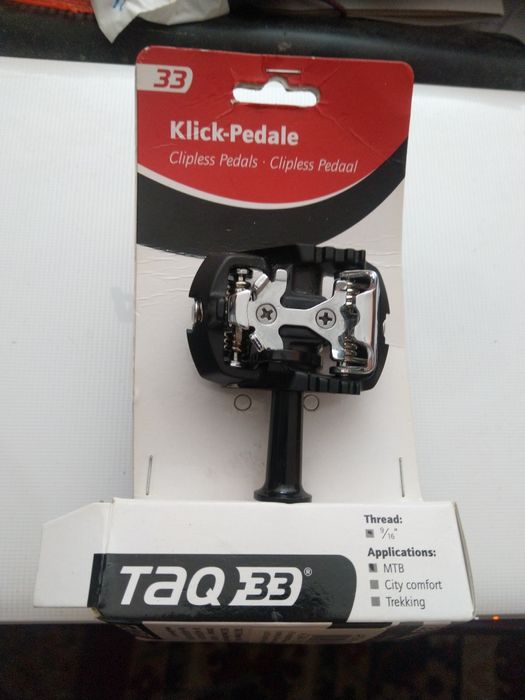 33
Klick-Pedale
Clipless Pedals · Clipless Pedaal
Thread:
9/16"
Applications:
MTB
City comfort
Trekking
TaQ 33®